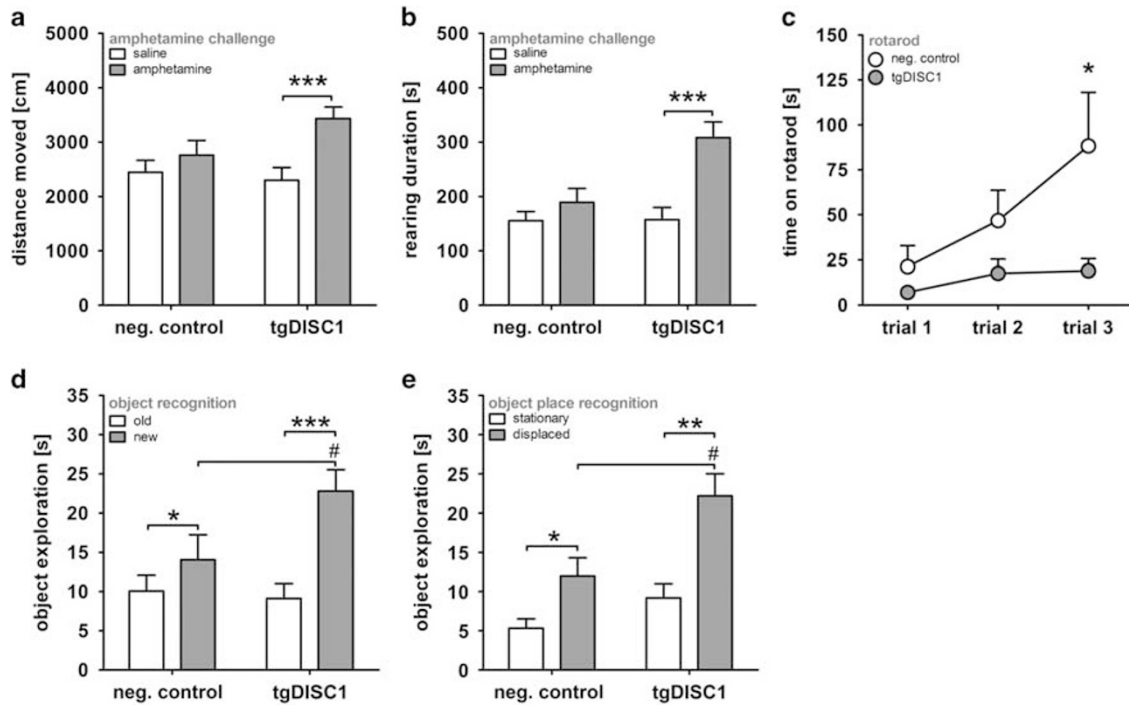 a
amphetamine challenge
saline
amphetamine
distance moved [cm]
5000
4000
3000
2000
1000
0
***
neg. control
tgDISC1
b
amphetamine challenge
saline
amphetamine
rearing duration [s]
500
400
300
200
100
0
***
neg. control
tgDISC1
c
rotarod
neg. control
tgDISC1
time on rotarod [s]
150
125
100
75
50
25
0
*
trial 1
trial 2
trial 3
d
object recognition
old
new
object exploration [s]
35
30
25
20
15
10
5
0
*
***
#
neg. control
tgDISC1
e
object place recognition
stationary
displaced
object exploration [s]
35
30
25
20
15
10
5
0
*
**
#
neg. control
tgDISC1